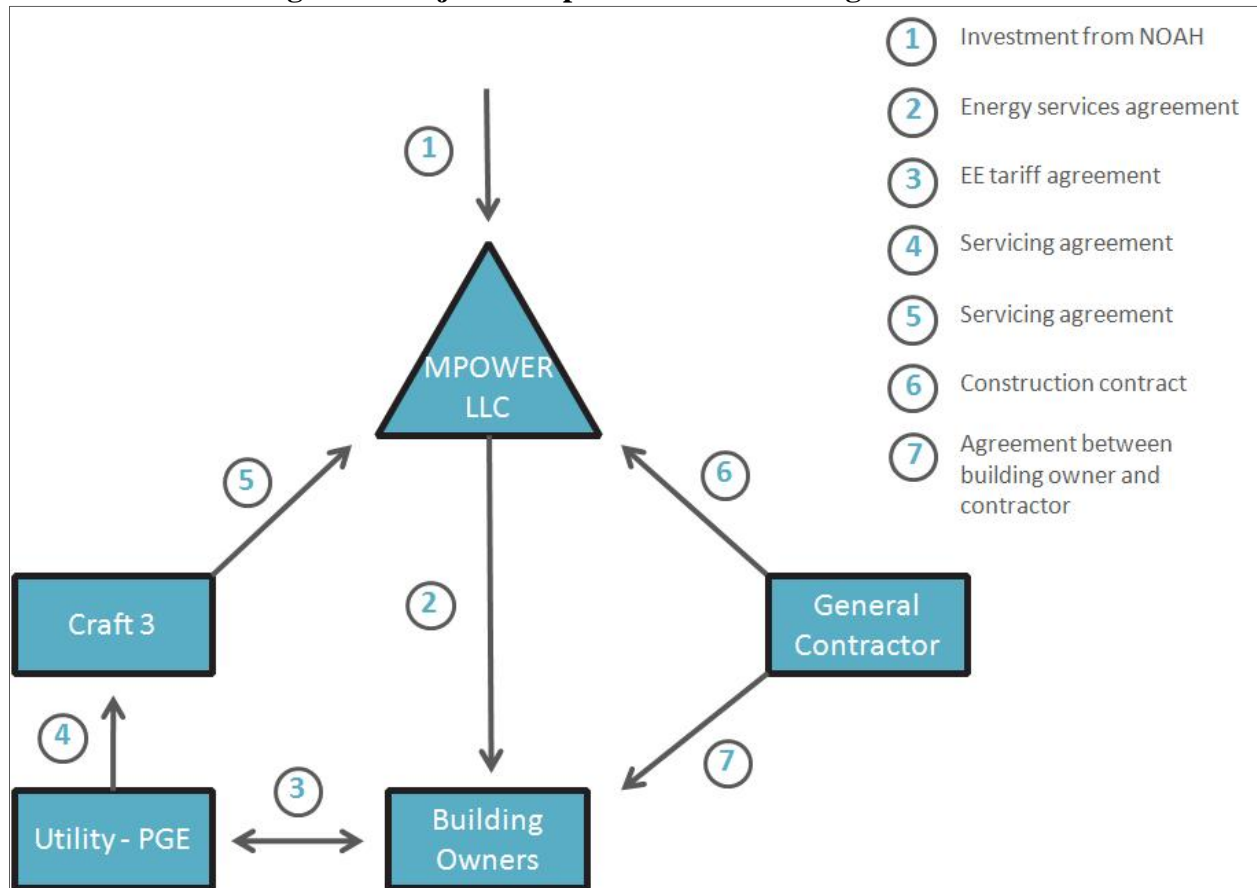 1 Investment from NOAH
2 Energy services agreement
3 EE tariff agreement
4 Servicing agreement
5 Servicing agreement
6 Construction contract
7 Agreement between
building owner and
contractor
1
MPOWER
LLC
5
6
2
Craft 3
General
Contractor
4
3
7
Utility - PGE
Building
Owners